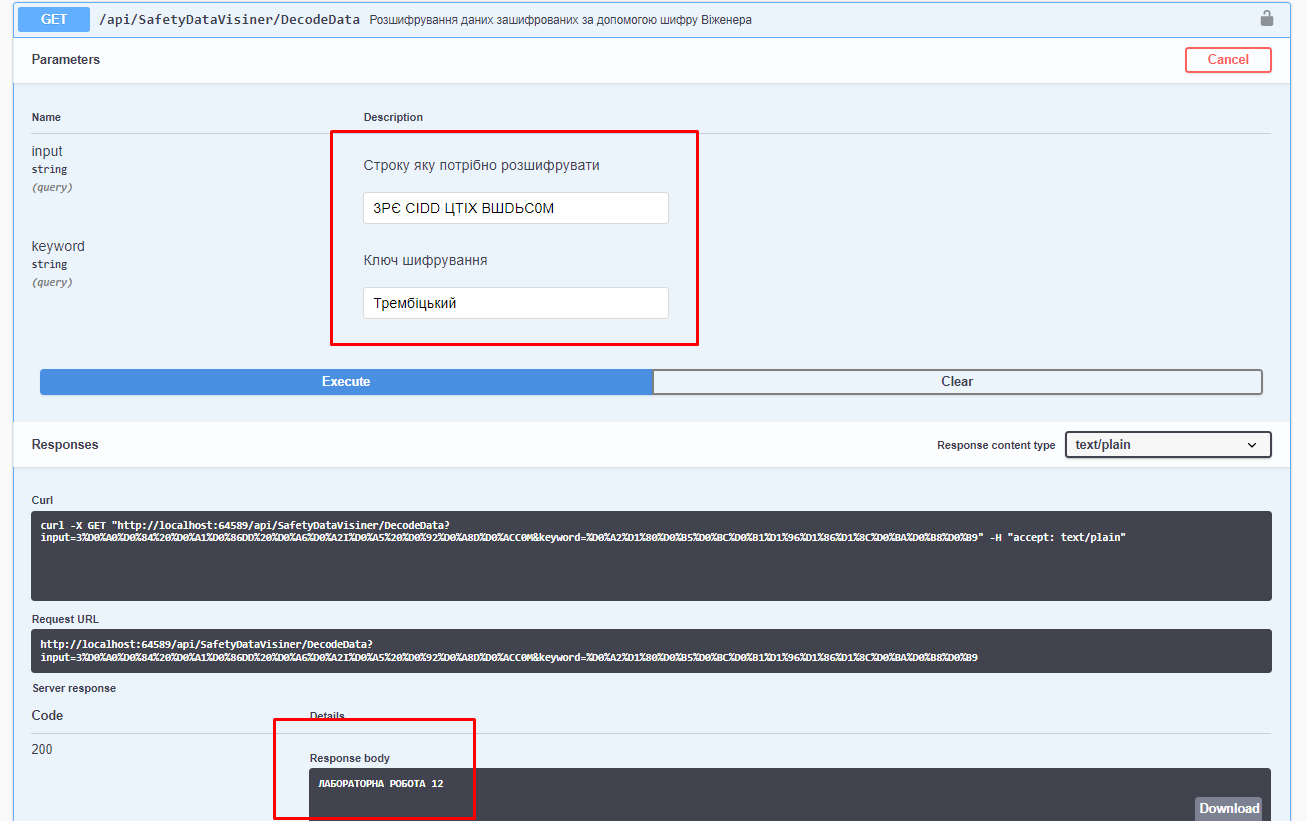 GET /api/SafetyDataVisiner/DecodeData Розшифрування даних зашифрованих за допомогою шифру Віженера
Parameters
Cancel
Name Description
input
string
(query)
Строку яку потрібно розшифрувати
3РЄ СІDD ЦТIХ ВШDЬC0M
keyword
string
(query)
Ключ шифрування
Трембіцький
Execute
Clear
Responses
Response content type text/plain
Curl
curl -X GET "http://localhost:64589/api/SafetyDataVisiner/DecodeData?
input=3%D0%A0%D0%84%20%D0%A1%D0%86DD%20%D0%A6%D0%A2I%D0%A5%20%D0%92%D0%A8D%D0%ACC0M&keyword=%D0%A2%D1%80%D0%B5%D0%BC%D0%B1%D1%96%D1%86%D1%8C%D0%BA%D0%B8%D0%B9" -H "accept: text/plain"
Request URL
http://localhost:64589/api/SafetyDataVisiner/DecodeData?
input=3%D0%A0%D0%84%20%D0%A1%D0%86DD%20%D0%A6%D0%A2I%D0%A5%20%D0%92%D0%A8D%D0%ACC0M&keyword=%D0%A2%D1%80%D0%B5%D0%BC%D0%B1%D1%96%D1%86%D1%8C%D0%BA%D0%B8%D0%B9
Server response
Code Details
200
Response body
ЛАБОРАТОРНА РОБОТА 12
Download